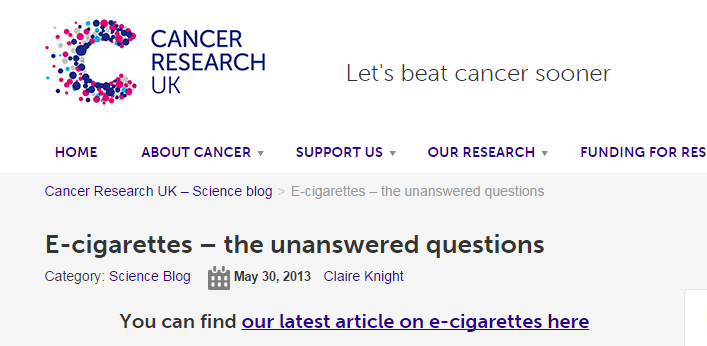 CANCER
RESEARCH
UK
Let's beat cancer sooner
HOME ABOUT CANCER SUPPORT US OUR RESEARCH FUNDING FOR RES
Cancer Research UK – Science blog > E-cigarettes – the unanswered questions
E-cigarettes – the unanswered questions
Category: Science Blog May 30, 2013 Claire Knight
You can find our latest article on e-cigarettes here